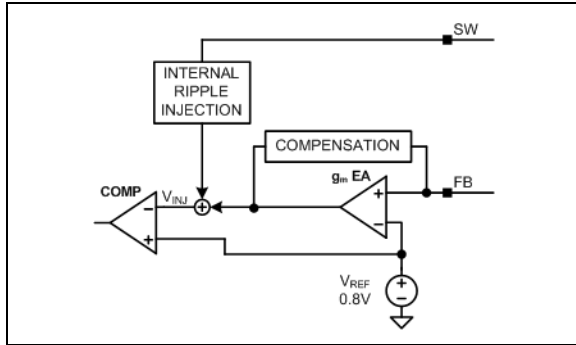 SW
INTERNAL
RIPPLE
INJECTION
COMPENSATION
gm EA
COMP
VINJ
FB
+
−
−
+
+
−
VREF
0.8V